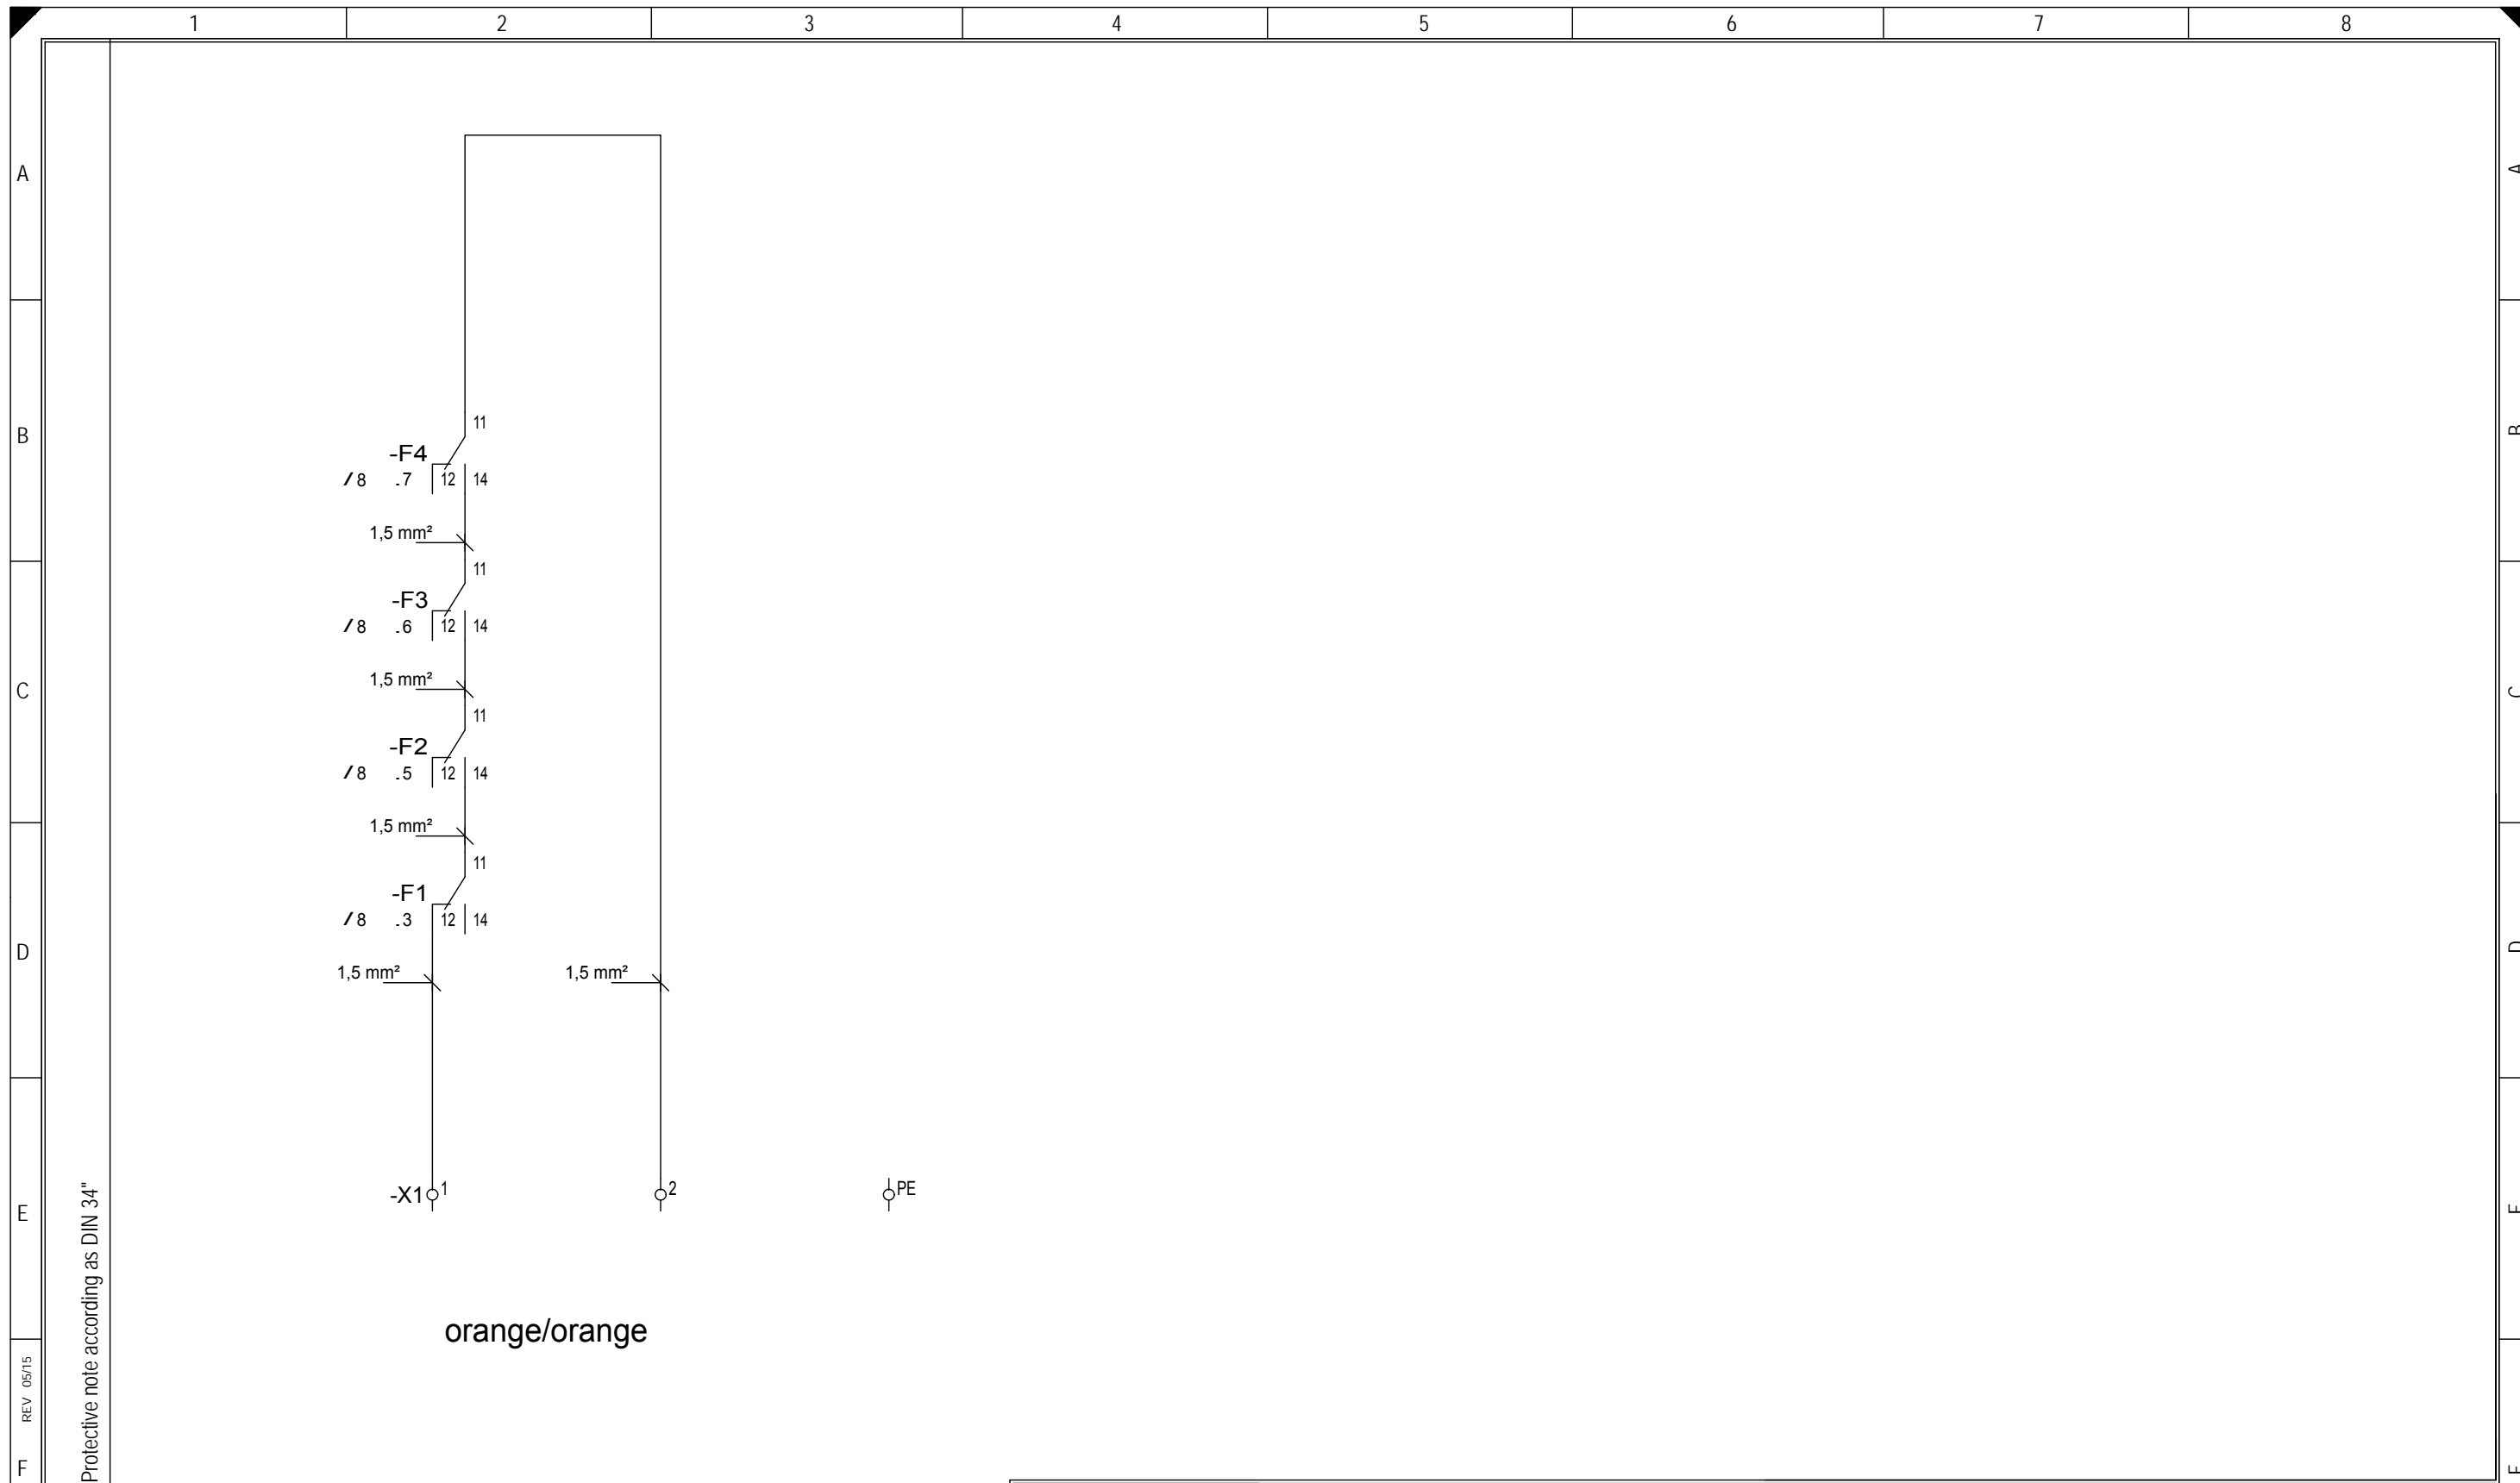 1 2 3 4 5 6 7 8
A A
11
B B
-F4
/8 .7 12 14
1,5 mm²
11
-F3
/8 .6 12 14
1,5 mm²
C C
11
-F2
/8 .5 12 14
1,5 mm²
11
-F1
/8 .3 12 14
D D
1,5 mm² 1,5 mm²
-X1 1 2 PE
E E
orange/orange
REV 05/15
Protective note according as DIN 34"
F F